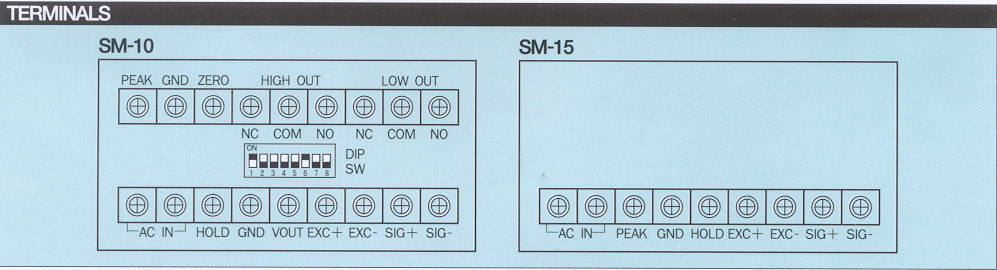 TERMINALS
SM-10
PEAK GND ZERO HIGH OUT LOW OUT
NC COM NO NC COM NO
ON
1 2 3 4 5 6 7 8
DIP
SW
AC IN HOLD GND VOUT EXC+ EXC- SIG+ SIG-
SM-15
AC IN PEAK GND HOLD EXC+ EXC- SIG+ SIG-